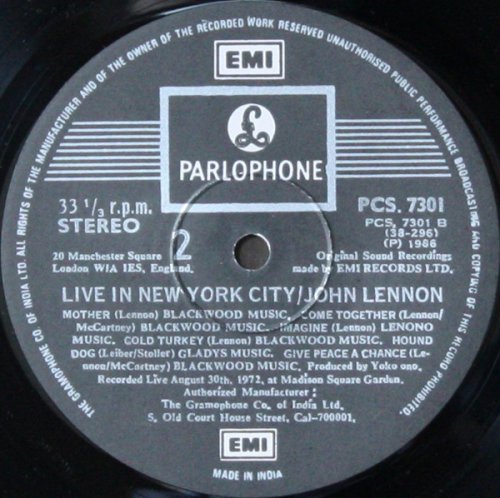 THE GRAMOPHONE CO. OF INDIA LTD ALL RIGHTS OF THE MANUFACTURER AND OF THE OWNER OF THE RECORDED WORK RESERVED UNAUTHORISED PUBLIC PERFORMANCE BROADCASTING AND COPYING OF THIS RECORD PROHIBITED.
EMI
£
PARLOPHONE
33 1/3 r.p.m.
STEREO
2
20 Manchester Square
London W1A 1ES, England.
PCS. 7301
PCS. 7301 B
(38-296)
(P) 1986
Original Sound Recordings
made by EMI RECORDS LTD.
LIVE IN NEW YORK CITY/JOHN LENNON
MOTHER (Lennon) BLACKWOOD MUSIC. COME TOGETHER (Lennon/
McCartney) BLACKWOOD MUSIC. IMAGINE (Lennon) LENONO
MUSIC. COLD TURKEY (Lennon) BLACKWOOD MUSIC. HOUND
DOG (Leiber/Stoller) GLADYS MUSIC. GIVE PEACE A CHANCE (Le-
nnon/McCartney) BLACKWOOD MUSIC. Produced by Yoko ono.
Recorded Live August 30th, 1972, at Madison Square Garden.
Authorized Manufacturer :
The Gramophone Co. of India Ltd.
5, Old Court House Street, Cal-700001.
EMI
MADE IN INDIA